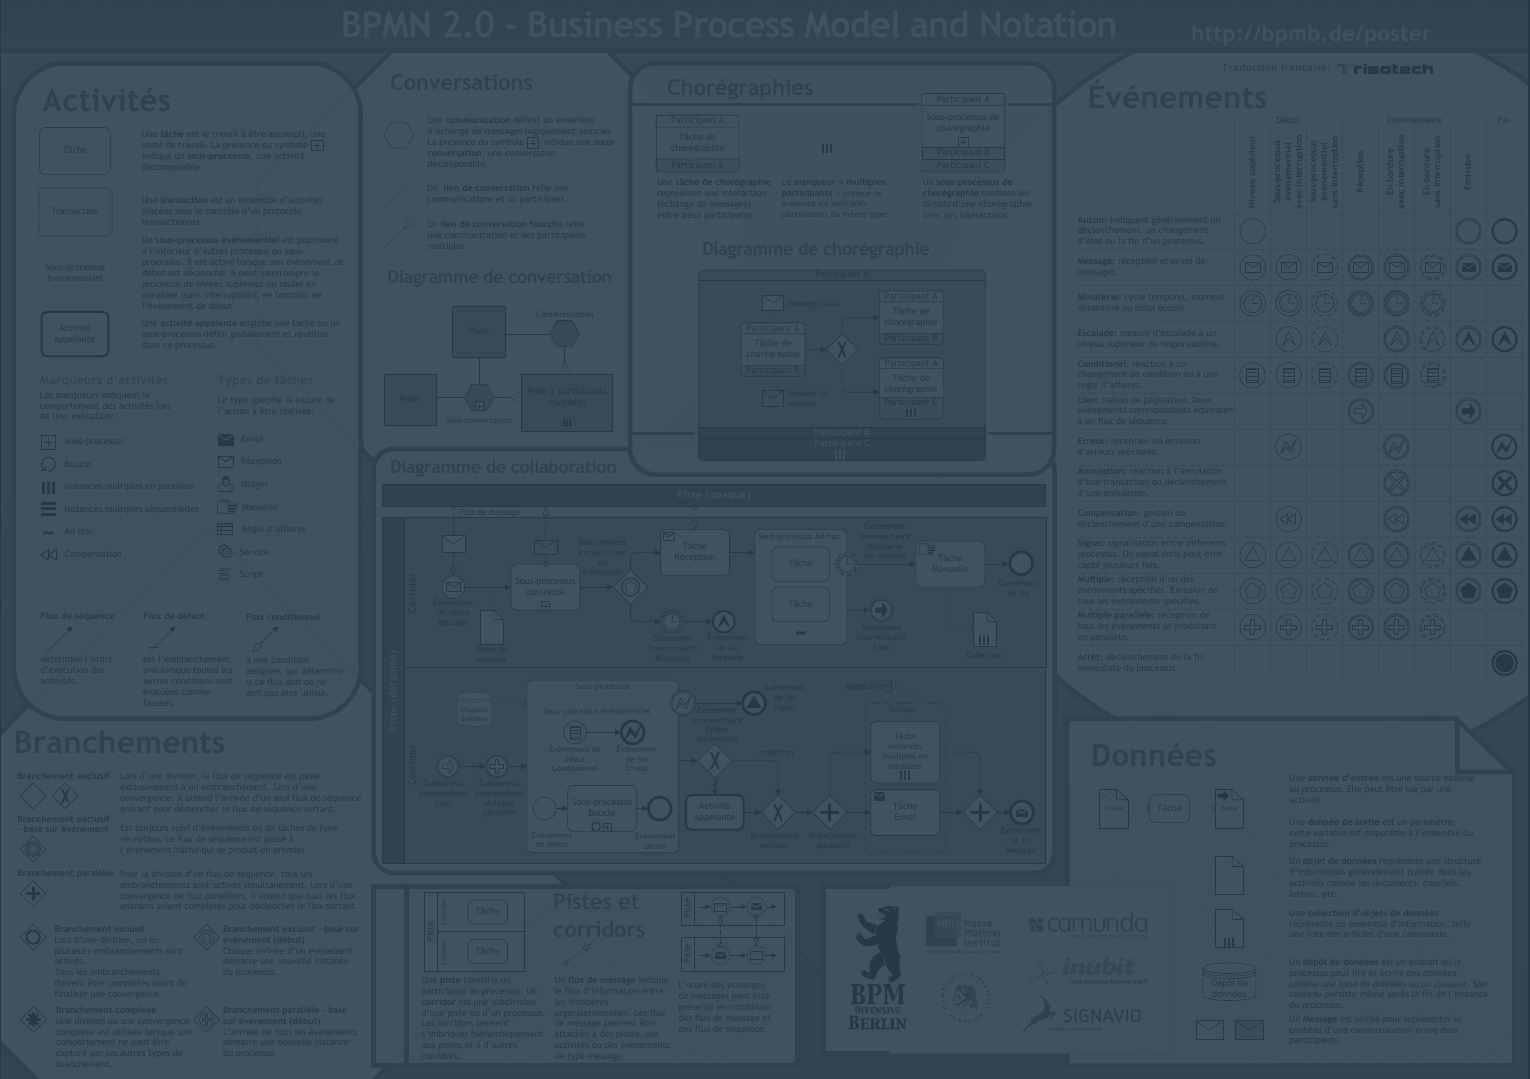 BPMN 2.0 - Business Process Model and Notation
http://bpmb.de/poster
Traduction française: Trisotech
Activités
Tâche
Une tâche est le travail à être accompli, une
unité de travail. La présence du symbole
indique un sous-processus, une activité
décomposable.
Transaction
Une transaction est un ensemble d'activités
placées sous le contrôle d'un protocole
transactionnel.
Sous-processus
événementiel
Un sous-processus événementiel est positionné
à l'intérieur d'autres processus ou sous-
processus. Il est activé lorsque son événement de
début est déclenché. Il peut interrompre le
processus de niveau supérieur ou rouler en
parallèle (sans interruption), en fonction de
l'événement de début.
Activité
appelante
Une activité appelante englobe une tâche ou un
sous-processus défini globalement et réutilisé
dans ce processus.
Marqueurs d'activités
Les marqueurs indiquent le
comportement des activités lors
de leur exécution:
Sous-processus
Boucle
Instances multiples en parallèle
Instances multiples séquentielles
Ad Hoc
Compensation
Types de tâches
Le type spécifie la nature de
l'action à être réalisée:
Envoi
Réception
Usager
Manuelle
Règle d'affaires
Service
Script
Flux de séquence
détermine l'ordre
d'exécution des
activités.
Flux de défaut
est l'embranchement
pris lorsque toutes les
autres conditions sont
évaluées comme
fausses.
Flux conditionnel
a une condition
assignée, qui détermine
si ce flux doit ou ne
doit pas être utilisé.
Conversations
Une communication définit un ensemble
d'échange de messages logiquement associés.
La présence du symbole indique une sous-
conversation, une conversation
décomposable.
Un lien de conversation relie une
communications et un participant.
Un lien de conversation fourchu relie
une communication et des participants
multiples.
Diagramme de conversation
Communication
Piste
Piste
Sous-conversation
Piste à participants
multiples
Chorégraphies
Participant A
Tâche de
chorégraphie
Participant B
Participant A
Sous-processus de
chorégraphie
Participant B
Participant C
Une tâche de chorégraphie
représente une interaction
(échange de messages)
entre deux participants.
Le marqueur « multiples
participants » indique la
présence de multiples
participants du même type.
Un sous-processus de
chorégraphie contient les
détails d'une chorégraphie
avec ses interactions.
Diagramme de chorégraphie
Participant A
Message initial
Participant A
Tâche de
chorégraphie
Participant B
Participant A
Tâche de
chorégraphie
Participant B
Message de
réponse
Participant A
Tâche de
chorégraphie
Participant C
Participant B
Participant C
Événements
Début
Intermédiaire
Fin
Niveau supérieur
Sous-processus
événementiel
avec interruption
Sous-processus
événementiel
sans interruption
Réception
En bordure
avec interruption
En bordure
sans interruption
Émission
Aucun: indiquent généralement un
déclenchement, un changement
d'état ou la fin d'un processus.
Message: réception et envoi de
messages.
Minuterie: cycle temporel, moment
déterminé ou délai écoulé.
Escalade: mesure d'escalade à un
niveau supérieur de responsabilité.
Conditionel: réaction à un
changement de condition ou à une
règle d'affaires.
Lien: liaison de pagination. Deux
événements correspondants équivalent
à un flux de séquence.
Erreur: réception ou émission
d'erreurs précisées.
Annulation: réaction à l'annulation
d'une transaction ou déclenchement
d'une annulation.
Compensation: gestion ou
déclenchement d'une compensation.
Signal: signalisation entre différents
processus. Un signal émis peut être
capté plusieurs fois.
Multiple: réception d'un des
événements spécifiés. Émission de
tous les événements spécifiés.
Multiple parallèle: réception de
tous les événements se produisant
en parallèle.
Arrêt: déclenchement de la fin
immédiate du processus.
Diagramme de collaboration
Piste (opaque)
Flux de message
Piste (détaillée)
Corridor
Événement
de début
Message
Objet de
données
Sous-processus
contracté
Branchement
exclusif basé
sur
événement
Tâche
Réception
Événement
intermédiaire
Minuterie
Événement
de fin
Escalade
Sous-processus Ad-hoc
Tâche
Tâche
Événement
intermédiaire
Minuterie
Tâche
Manuelle
Événement
de fin
Événement
intermédiaire
Lien
Collection
Corridor
Magasin
données
Événement
intermédiaire
Lien
Événement
intermédiaire
Multiple
parallèle
Sous-processus
Sous-processus événementiel
Événement de
début
Conditionnel
Événement
de fin
Erreur
Événement
de début
Sous-processus
Boucle
Événement
de fin
Événement
intermédiaire
Erreur
Événement
de fin
Signal
condition
Activité
appelante
Branchement
exclusif
Branchement
parallèle
Annotation
Groupe
Tâche
instances
multiples en
parallèle
Tâche
Envoi
Événement
de fin
Message
Branchements
Branchement exclusif
Lors d'une division, le flux de séquence est passé
exclusivement à un embranchement. Lors d'une
convergence, il attend l'arrivée d'un seul flux de séquence
entrant pour déclencher le flux de séquence sortant.
Branchement exclusif
- basé sur événement
Est toujours suivi d'événements ou de tâches de type
réception. Le flux de séquence est passé à
l'événement/tâche qui se produit en premier.
Branchement parallèle
Pour la division d'un flux de séquence, tous les
embranchements sont activés simultanément. Lors d'une
convergence de flux parallèles, il attend que tous les flux
entrants soient complétés pour déclencher le flux sortant.
Branchement inclusif
Lors d'une division, un ou
plusieurs embranchements sont
activés.
Tous les embranchements
doivent être complétés avant de
finaliser une convergence.
Branchement exclusif - basé sur
événement (début)
Chaque arrivée d'un événement
démarre une nouvelle instance
du processus.
Branchement complexe
Une division ou une convergence
complexe est utilisée lorsque son
comportement ne peut être
capturé par les autres types de
branchement.
Branchement parallèle - basé
sur événement (début)
L'arrivée de tous les événements
démarre une nouvelle instance
du processus.
Piste
Corridor
Tâche
Corridor
Tâche
Une piste identifie un
participant au processus. Un
corridor est une subdivision
d'une piste ou d'un processus.
Les corridors peuvent
s'imbriquer hiérarchiquement
aux pistes et à d'autres
corridors.
Pistes et
corridors
Un flux de message indique
le flux d'information entre
les frontières
organisationnelles. Les flux
de message peuvent être
attachés à des pistes, des
activités ou des événements
de type message.
Piste
Piste
L'ordre des échanges
de messages peut être
présenté en combinant
des flux de message et
des flux de séquence.
BPM
OFFENSIVE
BERLIN
HPI
Hasso
Plattner
Institut
camunda
inubit
SIGNAVIO
Données
Entrée
Tâche
Sortie
Une donnée d'entrée est une source externe
au processus. Elle peut être lue par une
activité.
Une donnée de sortie est un paramètre,
cette variable est disponible à l'ensemble du
processus.
Un objet de données représente une structure
d'information généralement traitée dans les
activités comme les documents, courriels,
lettres, etc.
Une collection d'objets de données
représente un ensemble d'information, telle
une liste des articles d'une commande.
Dépôt de
données
Un dépôt de données est un endroit où le
processus peut lire et écrire des données,
comme une base de données ou un classeur. Son
contenu persiste même après la fin de l'instance
du processus.
Un Message est utilisé pour représenter le
contenu d'une communication entre deux
participants.